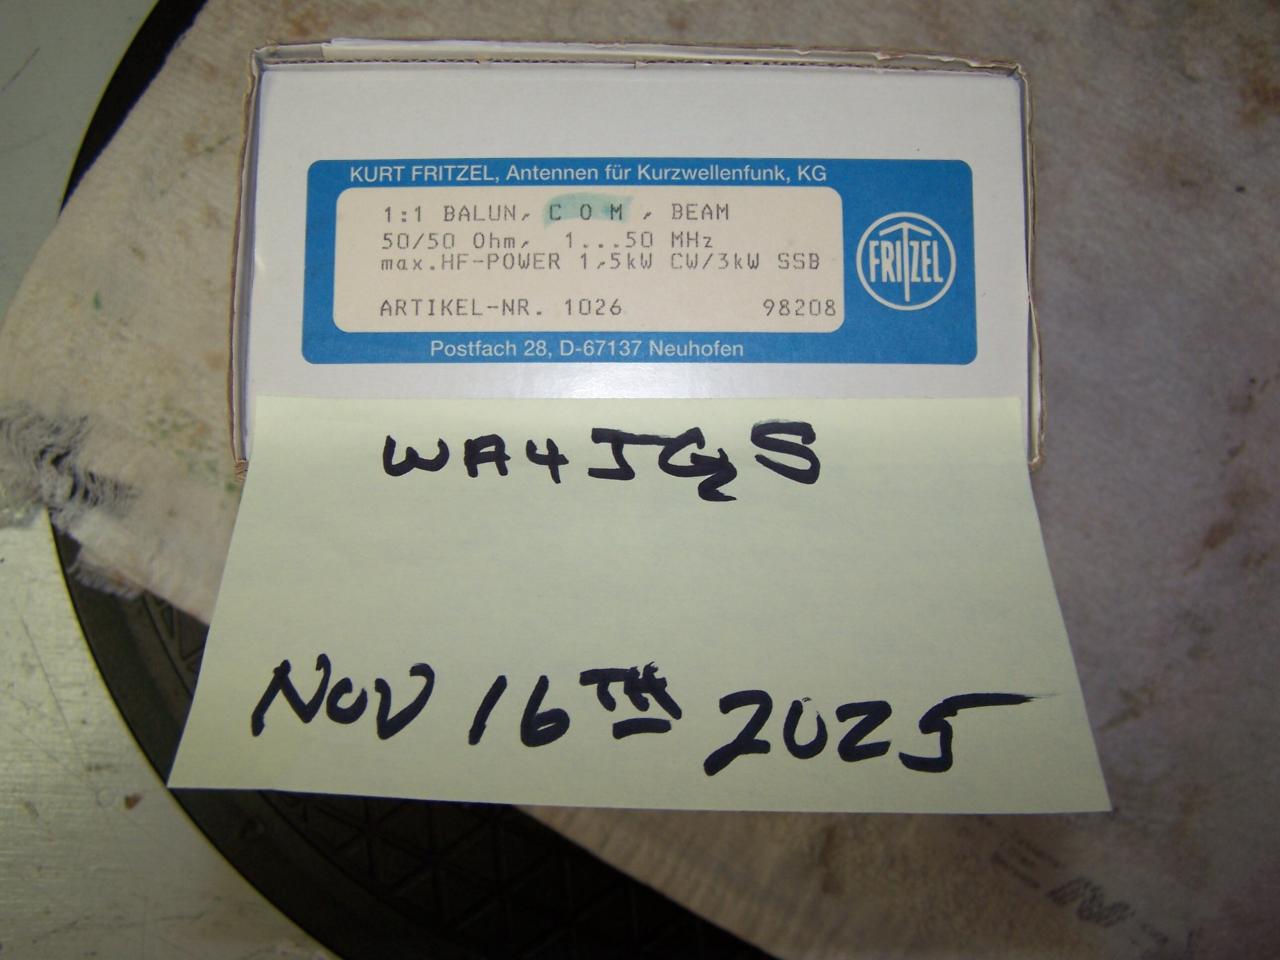 KURT FRITZEL, Antennen für Kurzwellenfunk, KG
1:1 BALUN, COM, BEAM
50/50 Ohm, 1...50 MHz
max.HF-POWER 1,5kW CW/3kW SSB
ARTIKEL-NR. 1026 98208
FRITZEL
Postfach 28, D-67137 Neuhofen
WA4JQS
NOV 16TH 2025